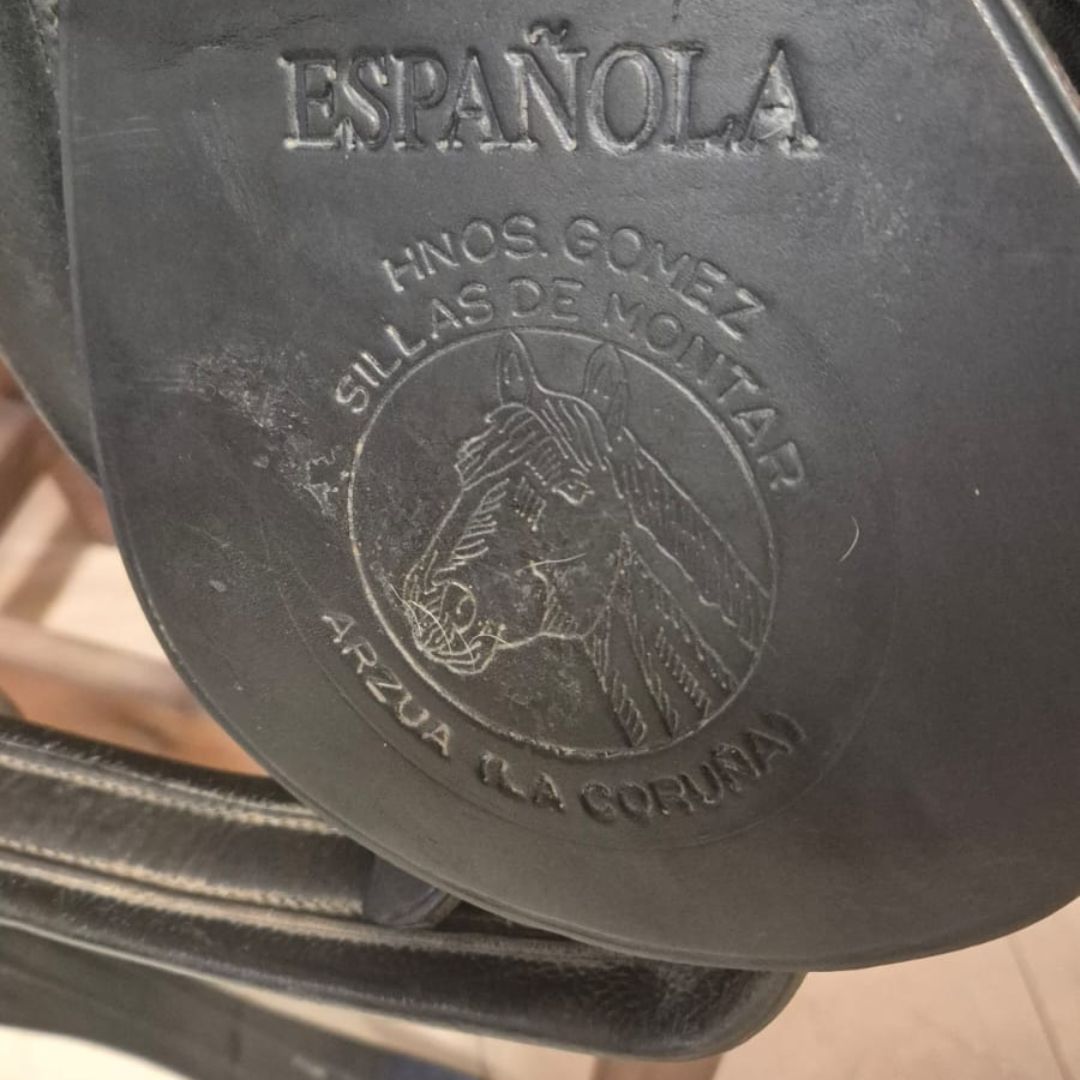 ESPAÑOLA
HNOS. GOMEZ
SILLAS DE MONTAR
ARZUA (LA CORUÑA)